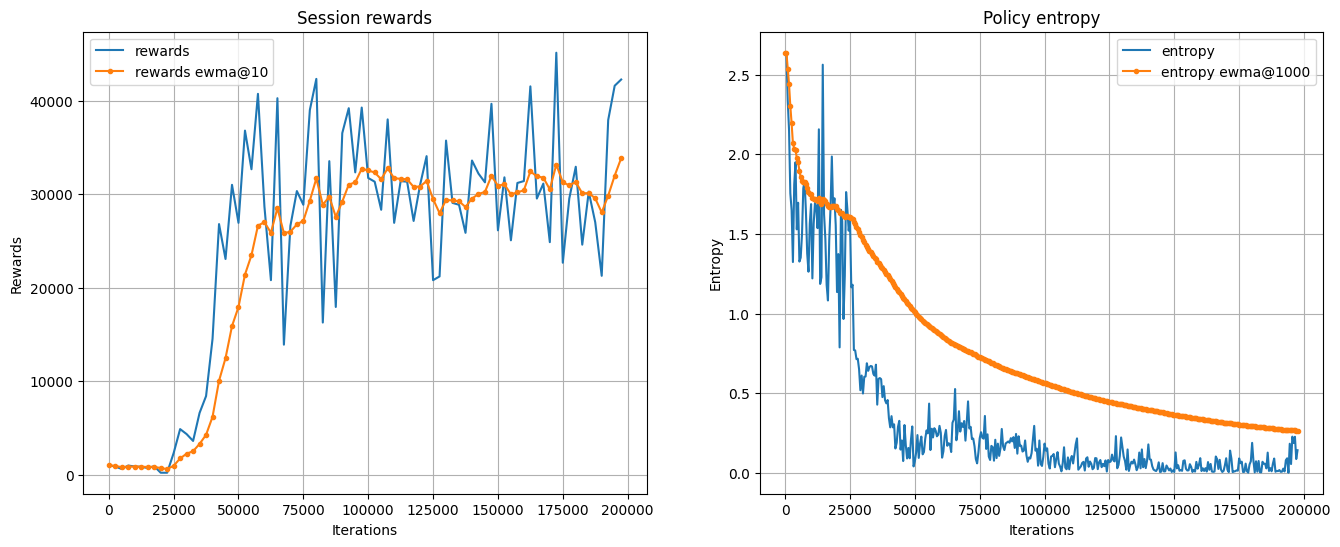 Session rewards
rewards
rewards ewma@10
40000
30000
20000
10000
0
Rewards
0 25000 50000 75000 100000 125000 150000 175000 200000
Iterations
Policy entropy
entropy
entropy ewma@1000
2.5
2.0
1.5
1.0
0.5
0.0
Entropy
0 25000 50000 75000 100000 125000 150000 175000 200000
Iterations